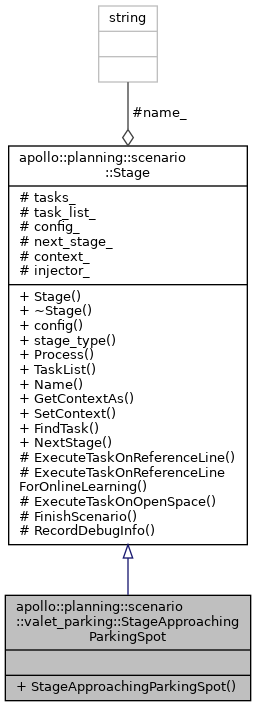 string
#name_
apollo::planning::scenario
::Stage
# tasks_
# task_list_
# config_
# next_stage_
# context_
# injector_
+ Stage()
+ ~Stage()
+ config()
+ stage_type()
+ Process()
+ TaskList()
+ Name()
+ GetContextAs()
+ SetContext()
+ FindTask()
+ NextStage()
# ExecuteTaskOnReferenceLine()
# ExecuteTaskOnReferenceLine
ForOnlineLearning()
# ExecuteTaskOnOpenSpace()
# FinishScenario()
# RecordDebugInfo()
apollo::planning::scenario
::valet_parking::StageApproaching
ParkingSpot
+ StageApproachingParkingSpot()